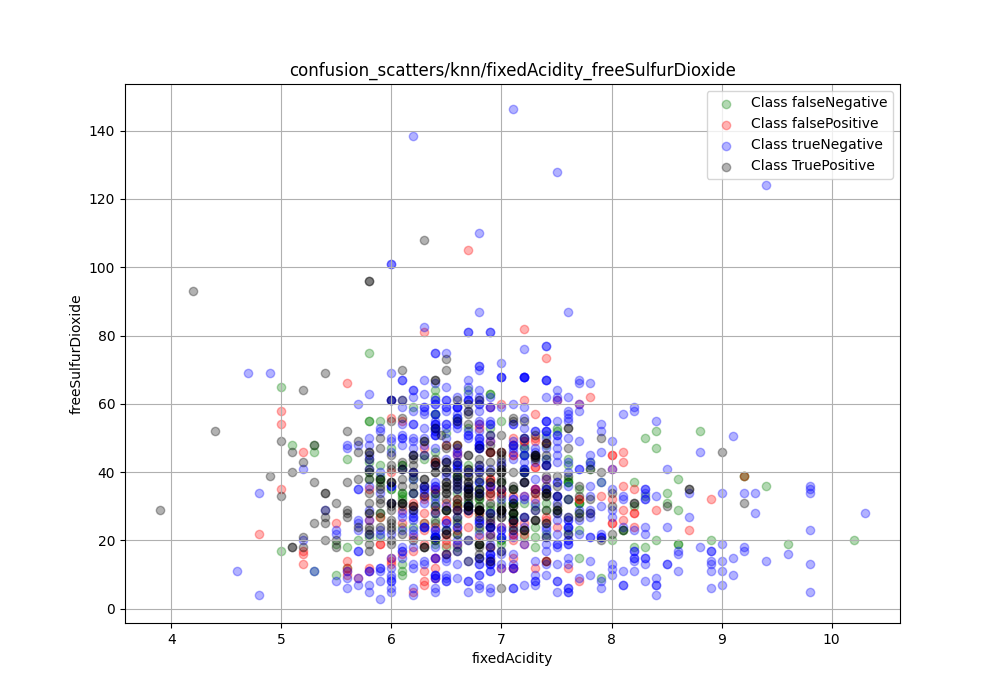 confusion_scatters/knn/fixedAcidity_freeSulfurDioxide
Class falseNegative
Class falsePositive
Class trueNegative
Class TruePositive
140
120
100
80
60
40
20
0
freeSulfurDioxide
4 5 6 7 8 9 10
fixedAcidity